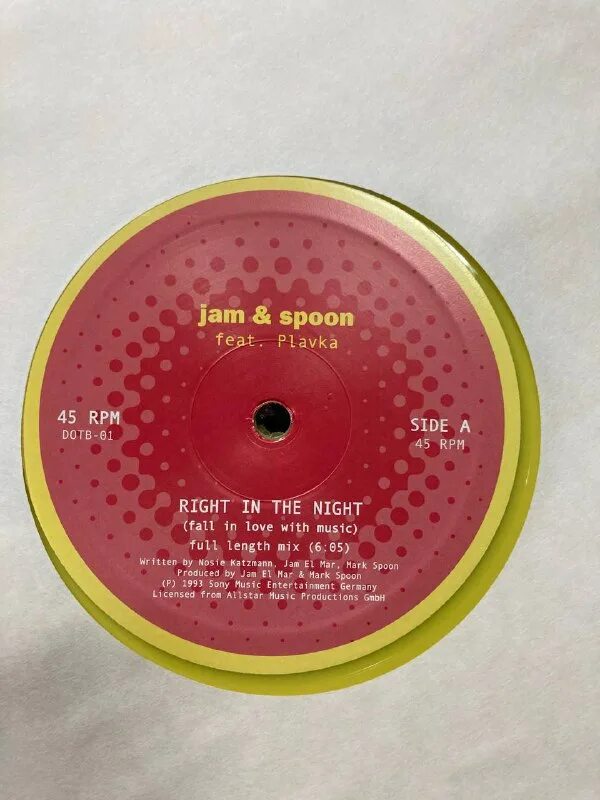 jam & spoon
feat. Plavka
45 RPM
DOTB-01
SIDE A
45 RPM
RIGHT IN THE NIGHT
(fall in love with music)
full length mix (6:05)
Written by Nosie Katzmann, Jam El Mar, Mark Spoon
Produced by Jam El Mar & Mark Spoon
(P) 1993 Sony Music Entertainment Germany
Licensed from Allstar Music Productions GmbH